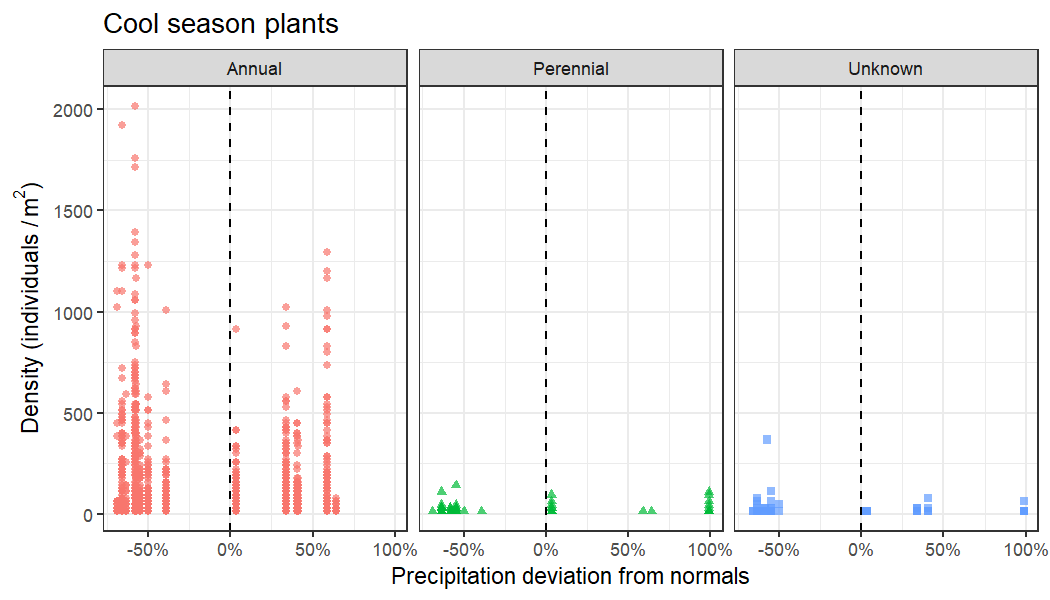 Cool season plants
Annual Perennial Unknown
Density (individuals / m²)
2000
1500
1000
500
0
-50% 0% 50% 100% -50% 0% 50% 100% -50% 0% 50% 100%
Precipitation deviation from normals